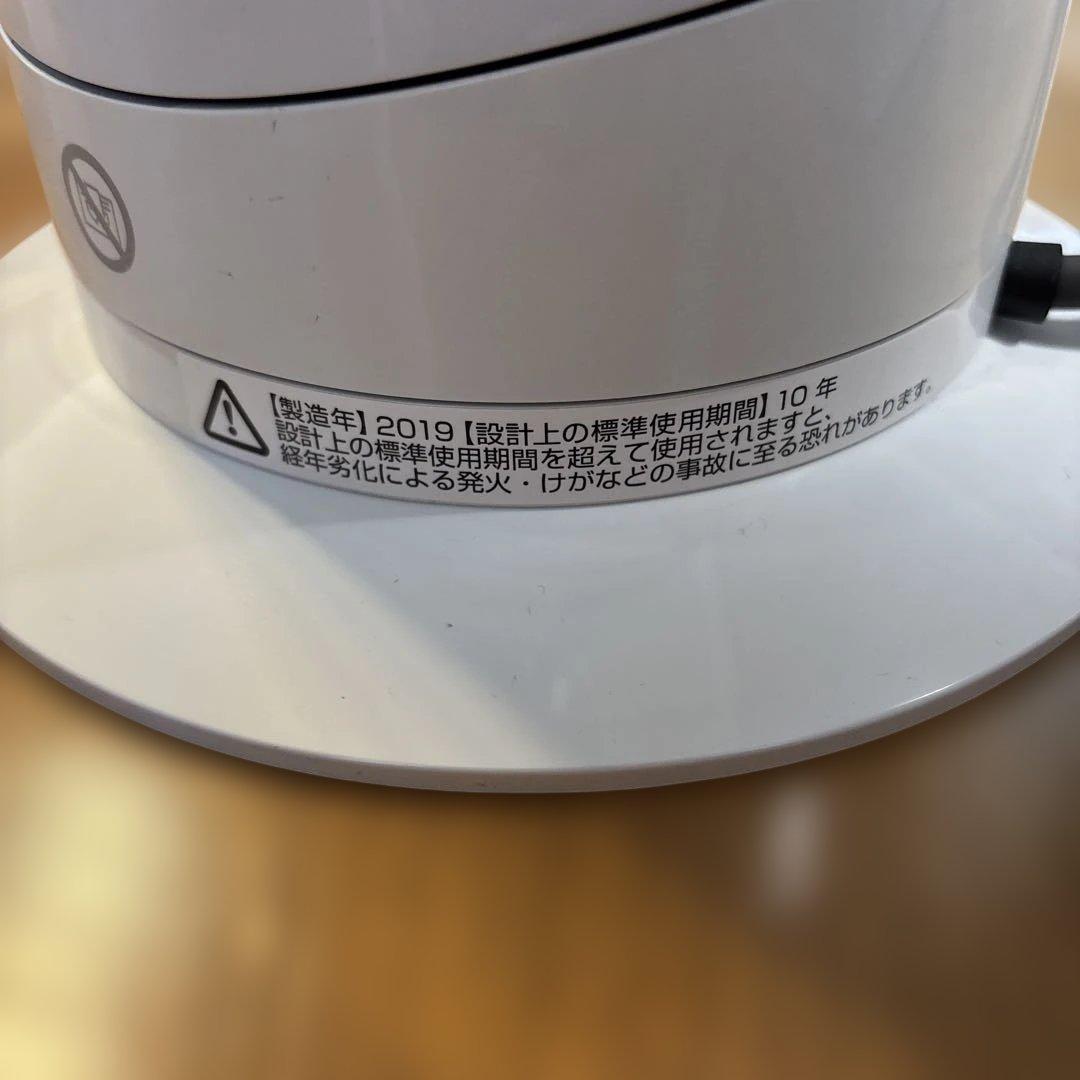 【製造年】2019【設計上の標準使用期間】10 年
設計上の標準使用期間を超えて使用されますと、
経年劣化による発火・けがなどの事故に至る恐れがあります。